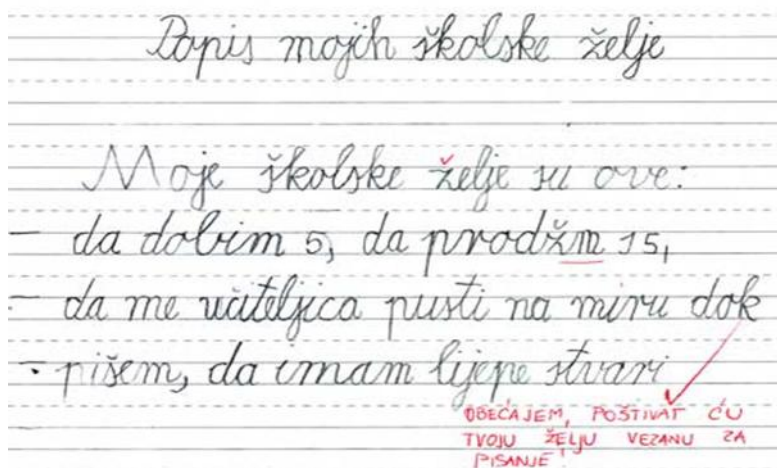 Popis mojih školske želje
Moje školske želje su ove:
- da dobim 5, da prodžm 15,
- da me učiteljica pusti na miru dok
- pišem, da imam lijepe stvari
OBEĆAJEM, POŠTIVAT ĆU
TVOJU ŽELJU VEZANU ZA
PISANJE!